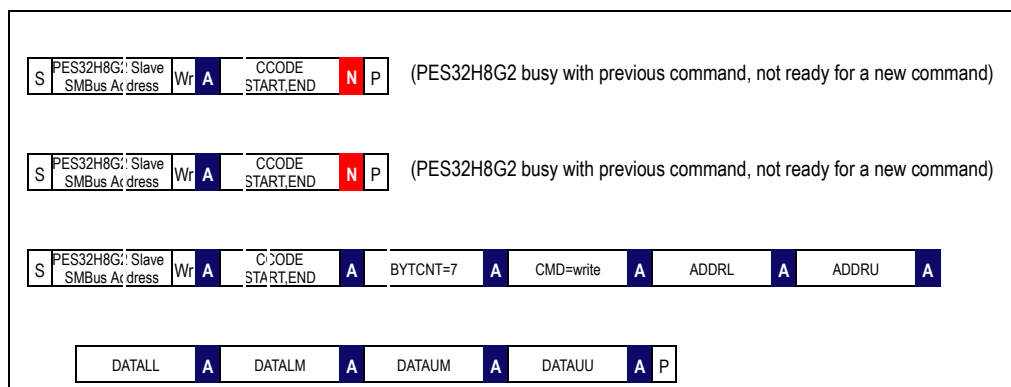 S PES32H8G2 Slave SMBus Address Wr A CCODE START,END N P (PES32H8G2 busy with previous command, not ready for a new command)
S PES32H8G2 Slave SMBus Address Wr A CCODE START,END N P (PES32H8G2 busy with previous command, not ready for a new command)
S PES32H8G2 Slave SMBus Address Wr A CCODE START,END A BYTCNT=7 A CMD=write A ADDRL A ADDRU A
DATALL A DATALM A DATAUM A DATAUU A P